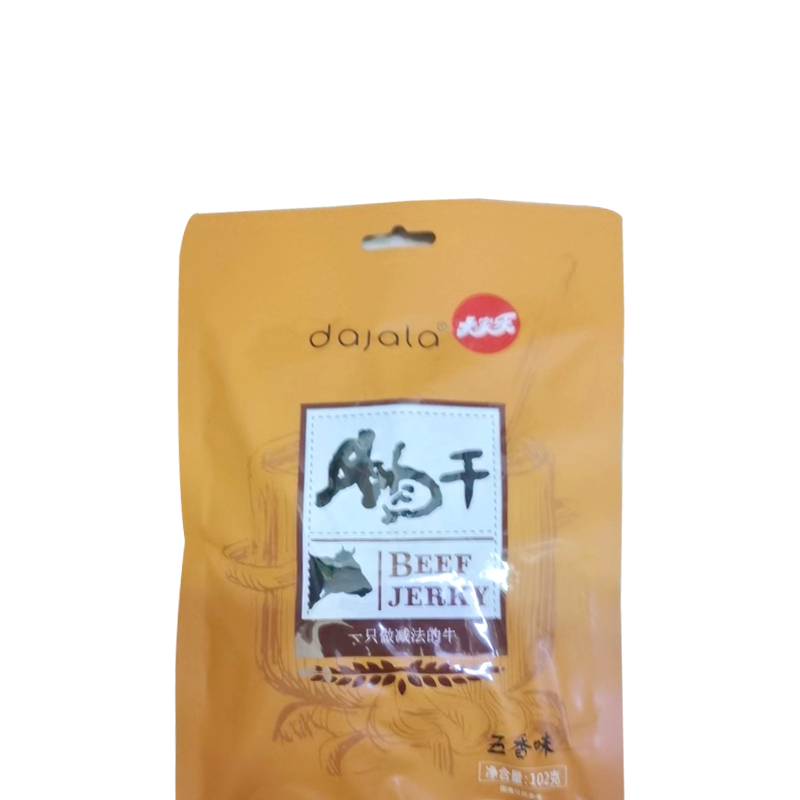 dajala®
大家乐
牛肉干
BEEF
JERKY
一只做减法的牛
五香味
净含量:102克